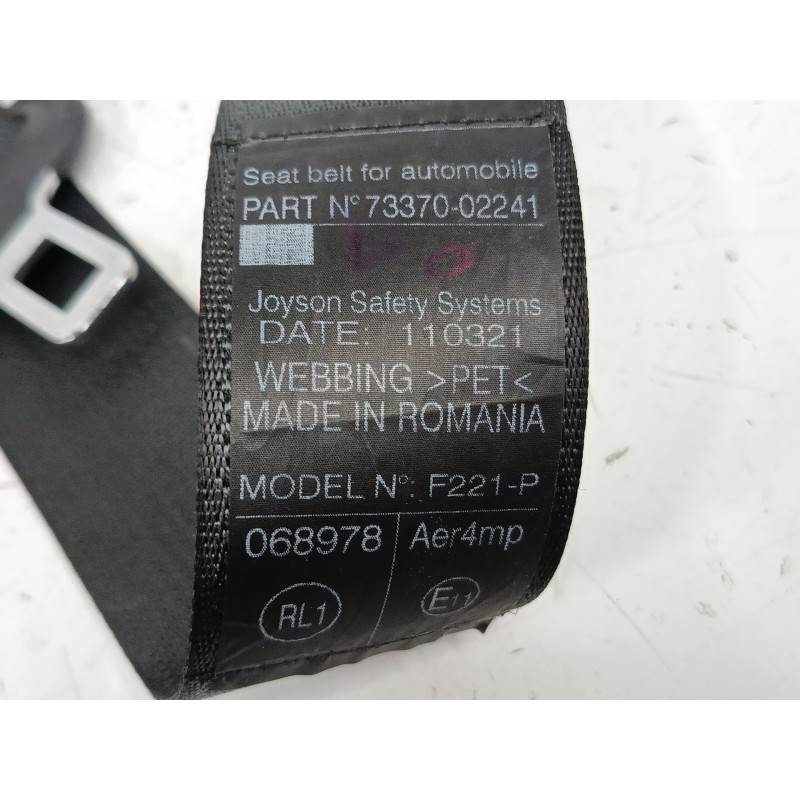 Seat belt for automobile
PART N° 73370-02241
Joyson Safety Systems
DATE: 110321
WEBBING >PET<
MADE IN ROMANIA
MODEL N°: F221-P
068978 Aer4mp
RL1 E11